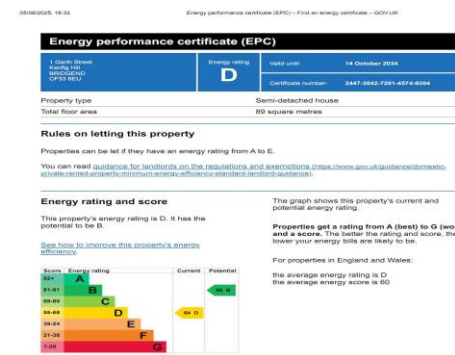 05/06/2025, 18:33
Energy performance certificate (EPC) – Find an energy certificate – GOV.UK
Energy performance certificate (EPC)
1 Garth Street
Kenfig Hill
BRIDGEND
CF33 6EU
Energy rating
D
Valid until:
14 October 2034
Certificate number:
Property type
Semi-detached house
Total floor area
89 square metres
Rules on letting this property
Properties can be let if they have an energy rating from A to E.
You can read guidance for landlords on the regulations and exemptions (https://www.gov.uk/guidance/domestic-
private-rented-property-minimum-energy-efficiency-standard-landlord-guidance).
Energy rating and score
This property's energy rating is D. It has the
potential to be B.
See how to improve this property's energy
efficiency.
Score Energy rating Current Potential
92+ A
81-91 B
69-80 C
55-68 D 64 D
39-54 E
21-38 F
1-20 G
The graph shows this property's current and
potential energy rating.
Properties get a rating from A (best) to G (wo
and a score. The better the rating and score, the
lower your energy bills are likely to be.
For properties in England and Wales:
the average energy rating is D
the average energy score is 60